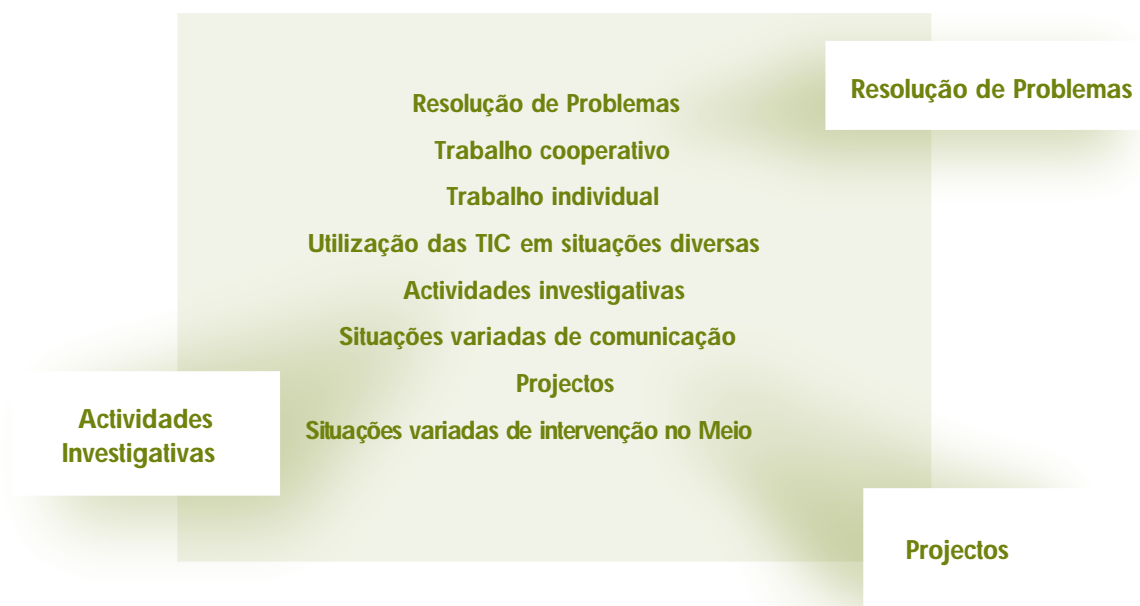 Resolução de Problemas
Resolução de Problemas
Trabalho cooperativo
Trabalho individual
Utilização das TIC em situações diversas
Actividades investigativas
Situações variadas de comunicação
Projectos
Situações variadas de intervenção no Meio
Actividades
Investigativas
Projectos